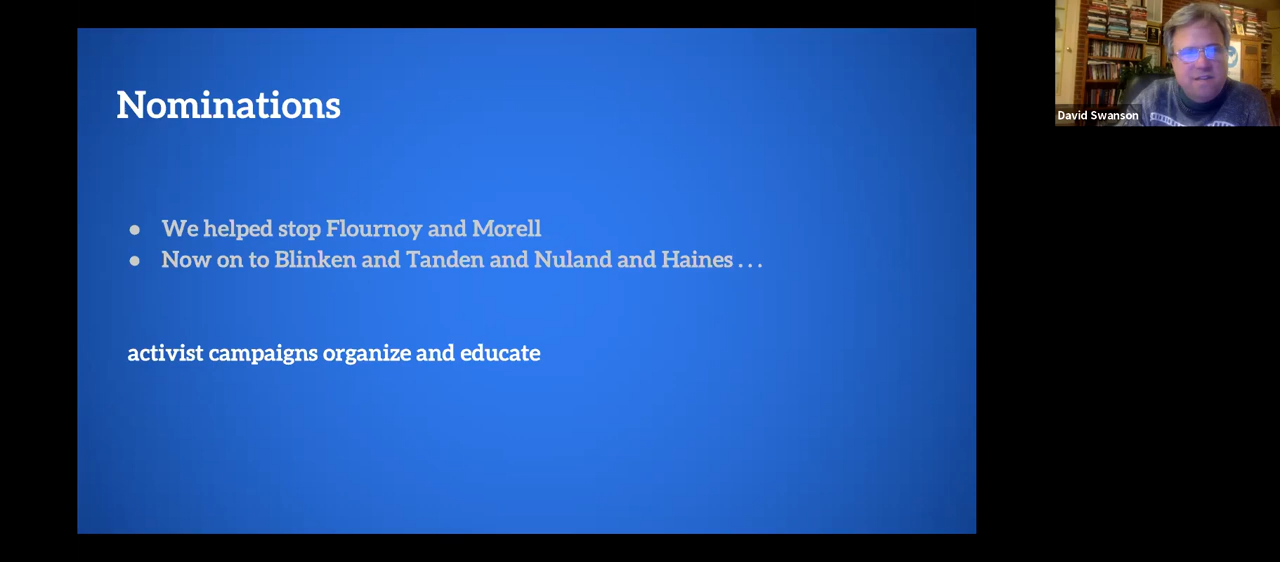 Nominations
● We helped stop Flournoy and Morell
● Now on to Blinken and Tanden and Nuland and Haines . . .
activist campaigns organize and educate
David Swanson